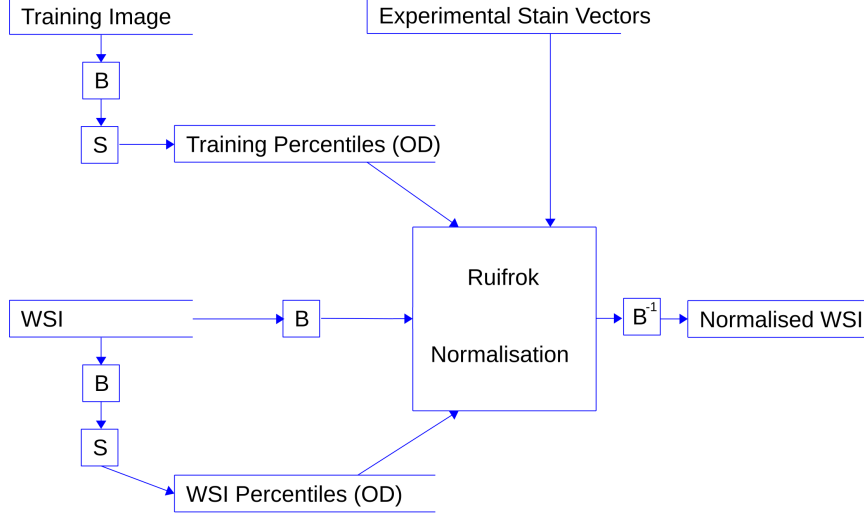 Training Image
Experimental Stain Vectors
B
S
Training Percentiles (OD)
Ruifrok
Normalisation
WSI
B
B-1
Normalised WSI
B
S
WSI Percentiles (OD)